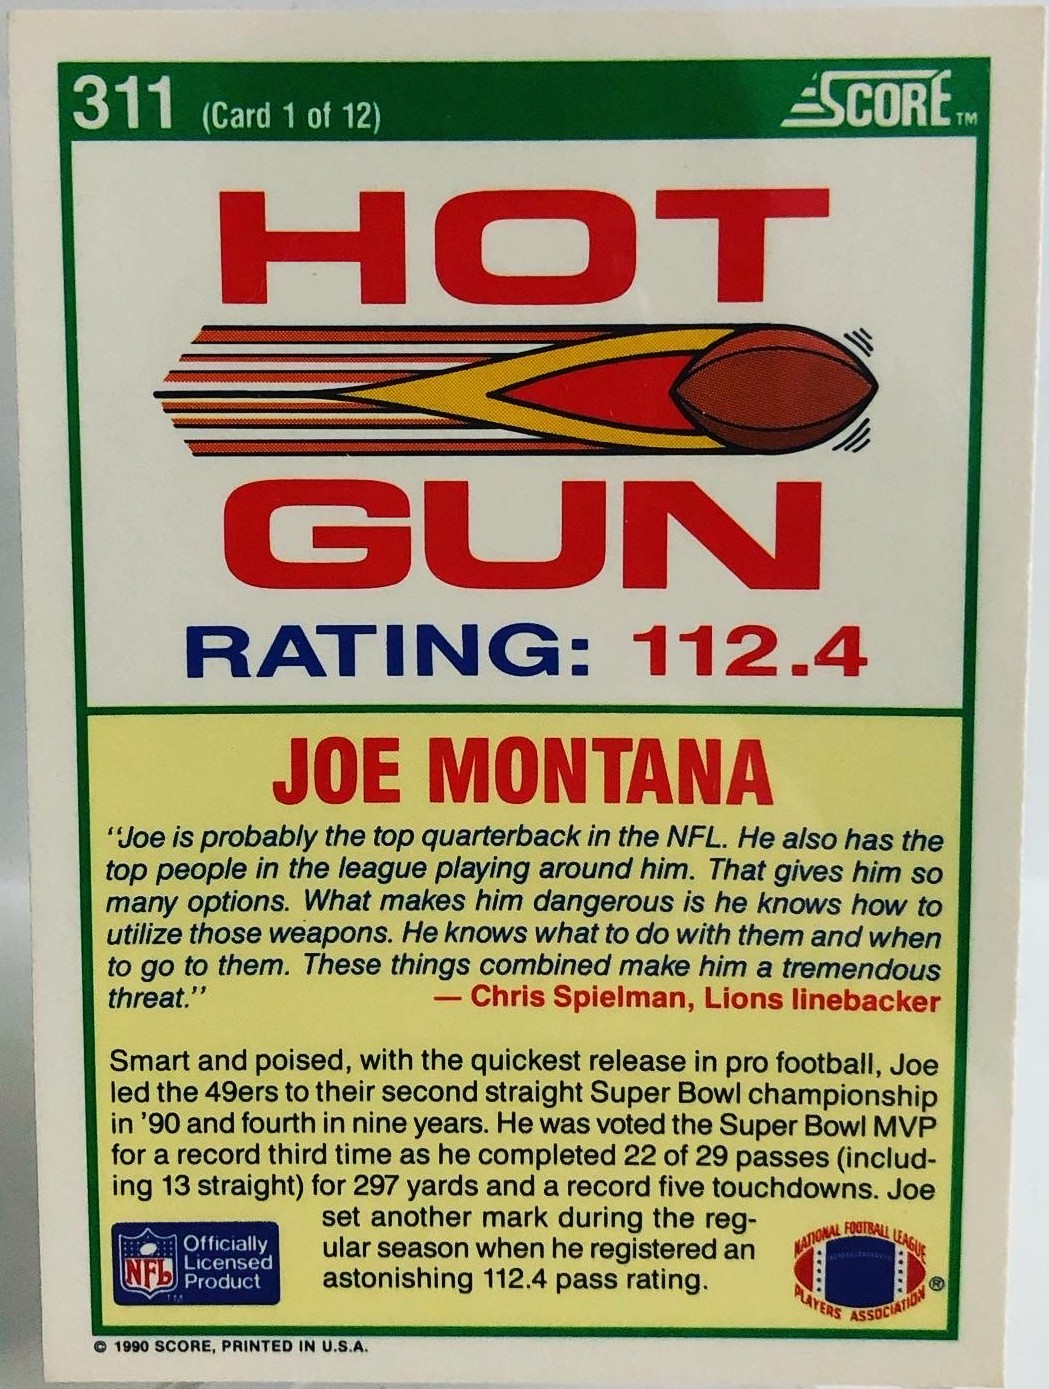 311 (Card 1 of 12) SCORE™
HOT
GUN
RATING: 112.4
JOE MONTANA
‘‘Joe is probably the top quarterback in the NFL. He also has the
top people in the league playing around him. That gives him so
many options. What makes him dangerous is he knows how to
utilize those weapons. He knows what to do with them and when
to go to them. These things combined make him a tremendous
threat.’’ — Chris Spielman, Lions linebacker
Smart and poised, with the quickest release in pro football, Joe
led the 49ers to their second straight Super Bowl championship
in ’90 and fourth in nine years. He was voted the Super Bowl MVP
for a record third time as he completed 22 of 29 passes (includ-
ing 13 straight) for 297 yards and a record five touchdowns. Joe
set another mark during the reg-
ular season when he registered an
astonishing 112.4 pass rating.
NFL
TM
Officially
Licensed
Product
NATIONAL FOOTBALL LEAGUE
PLAYERS ASSOCIATION ®
© 1990 SCORE, PRINTED IN U.S.A.